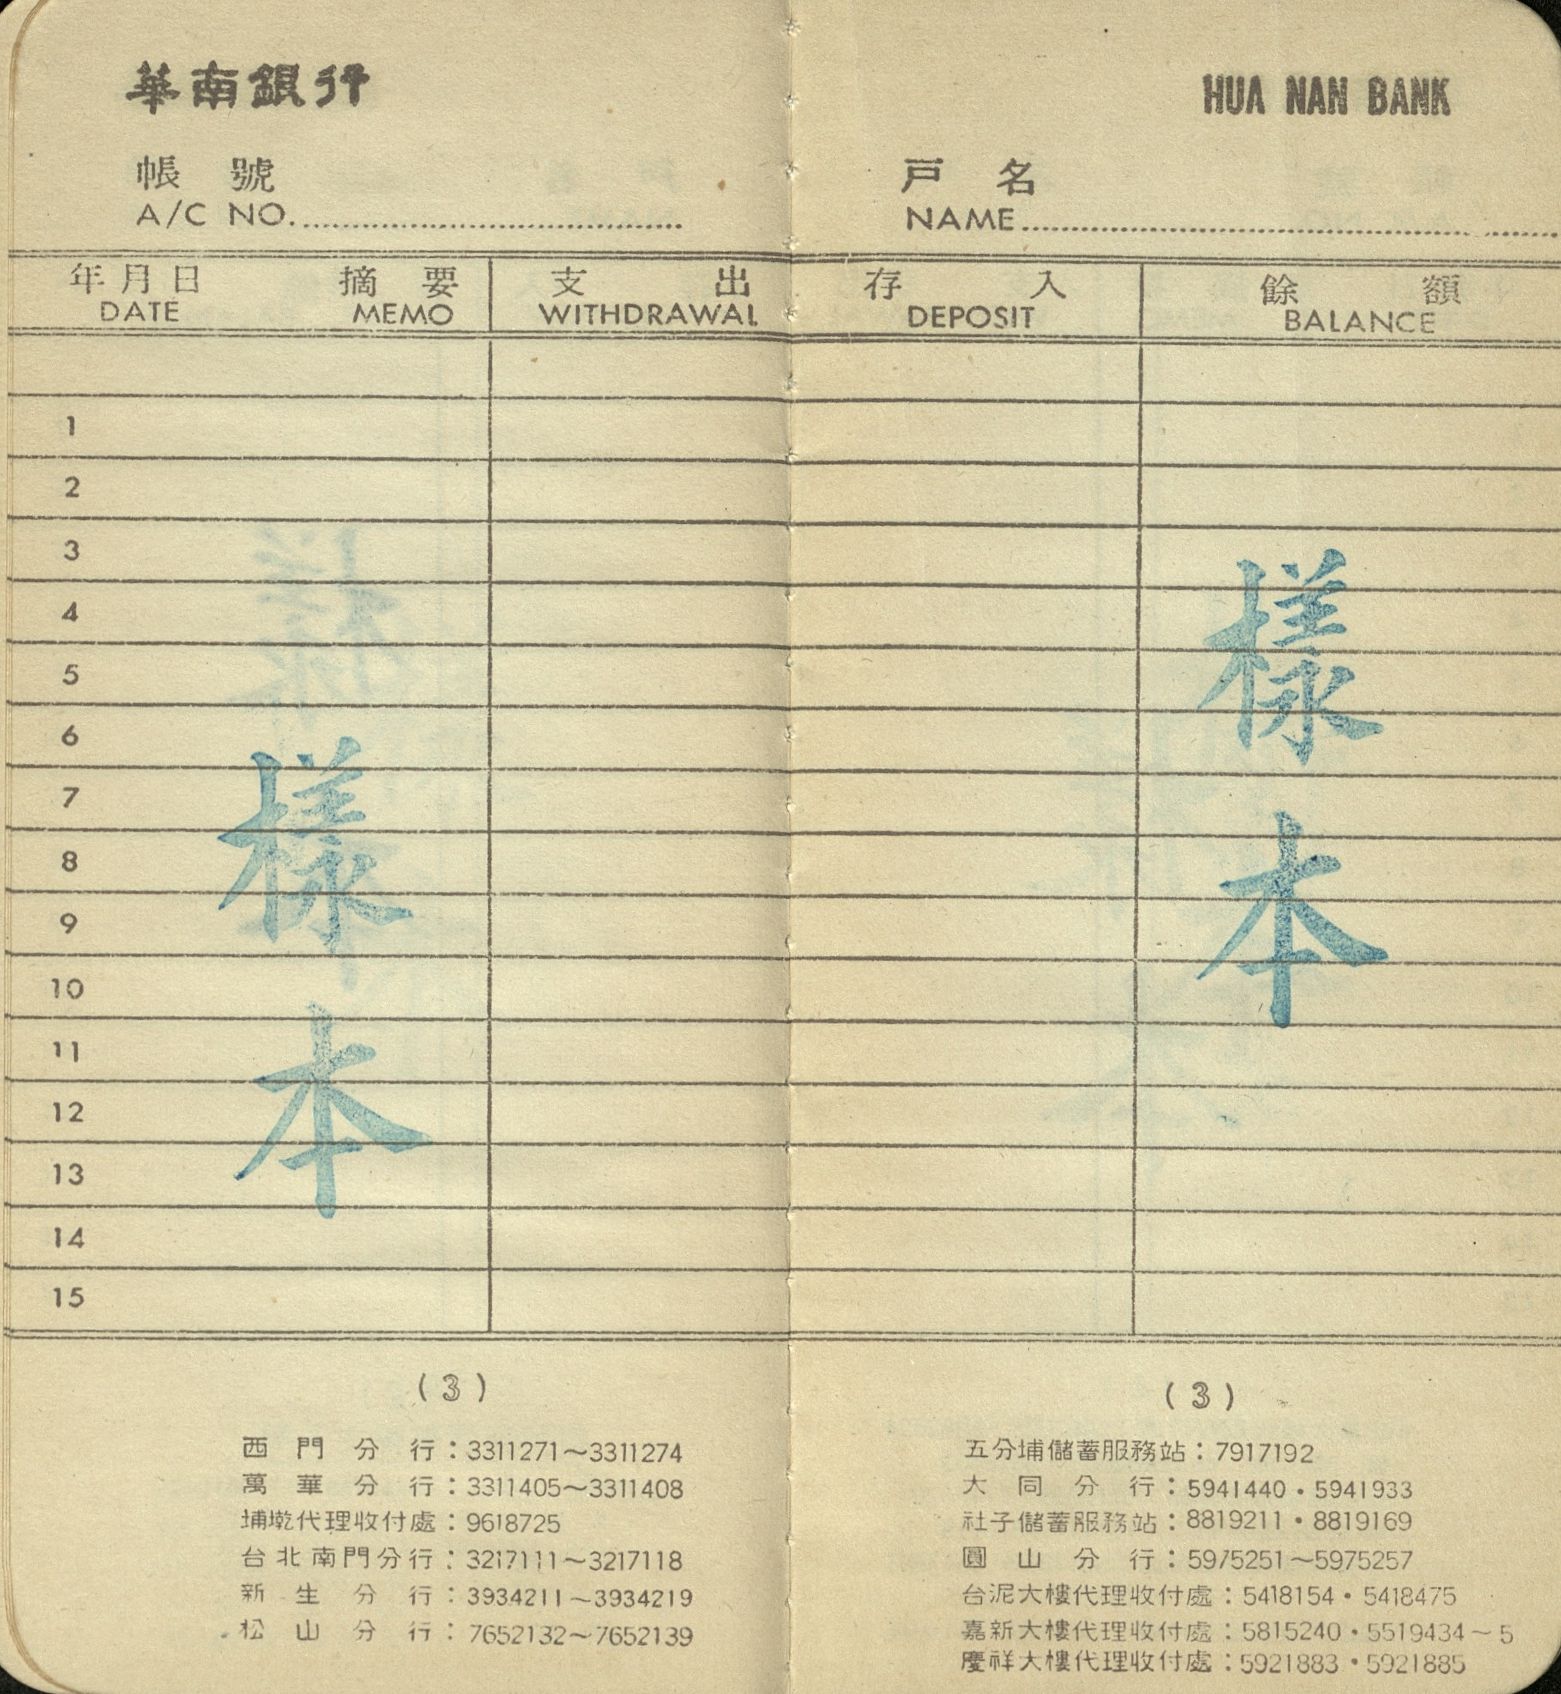 華南銀行
HUA NAN BANK
帳 號
A/C NO.
戶 名
NAME
年月日 摘要 支出 存入 餘額
DATE MEMO WITHDRAWAL DEPOSIT BALANCE
1
2
3
4
5
6
7
8
9
10
11
12
13
14
15
樣本
樣本
(3)
西門分行：3311271～3311274
萬華分行：3311405～3311408
埔墘代理收付處：9618725
台北南門分行：3217111～3217118
新生分行：3934211～3934219
松山分行：7652132～7652139
(3)
五分埔儲蓄服務站：7917192
大同分行：5941440・5941933
社子儲蓄服務站：8819211・8819169
圓山分行：5975251～5975257
台泥大樓代理收付處：5418154・5418475
嘉新大樓代理收付處：5815240・5519434～5
慶祥大樓代理收付處：5921883・5921885